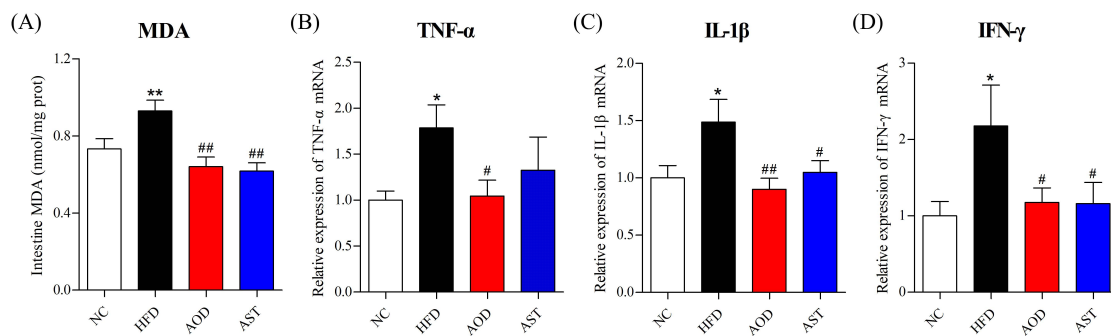 (A)
MDA
Intestine MDA (nmol/mg prot)
1.2
0.8
0.4
0.0
**
##
##
NC
HFD
AOD
AST
(B)
TNF-α
Relative expression of TNF-α mRNA
2.5
2.0
1.5
1.0
0.5
0.0
*
#
NC
HFD
AOD
AST
(C)
IL-1β
Relative expression of IL-1β mRNA
2.0
1.5
1.0
0.5
0.0
*
##
#
NC
HFD
AOD
AST
(D)
IFN-γ
Relative expression of IFN-γ mRNA
3
2
1
0
*
#
#
NC
HFD
AOD
AST